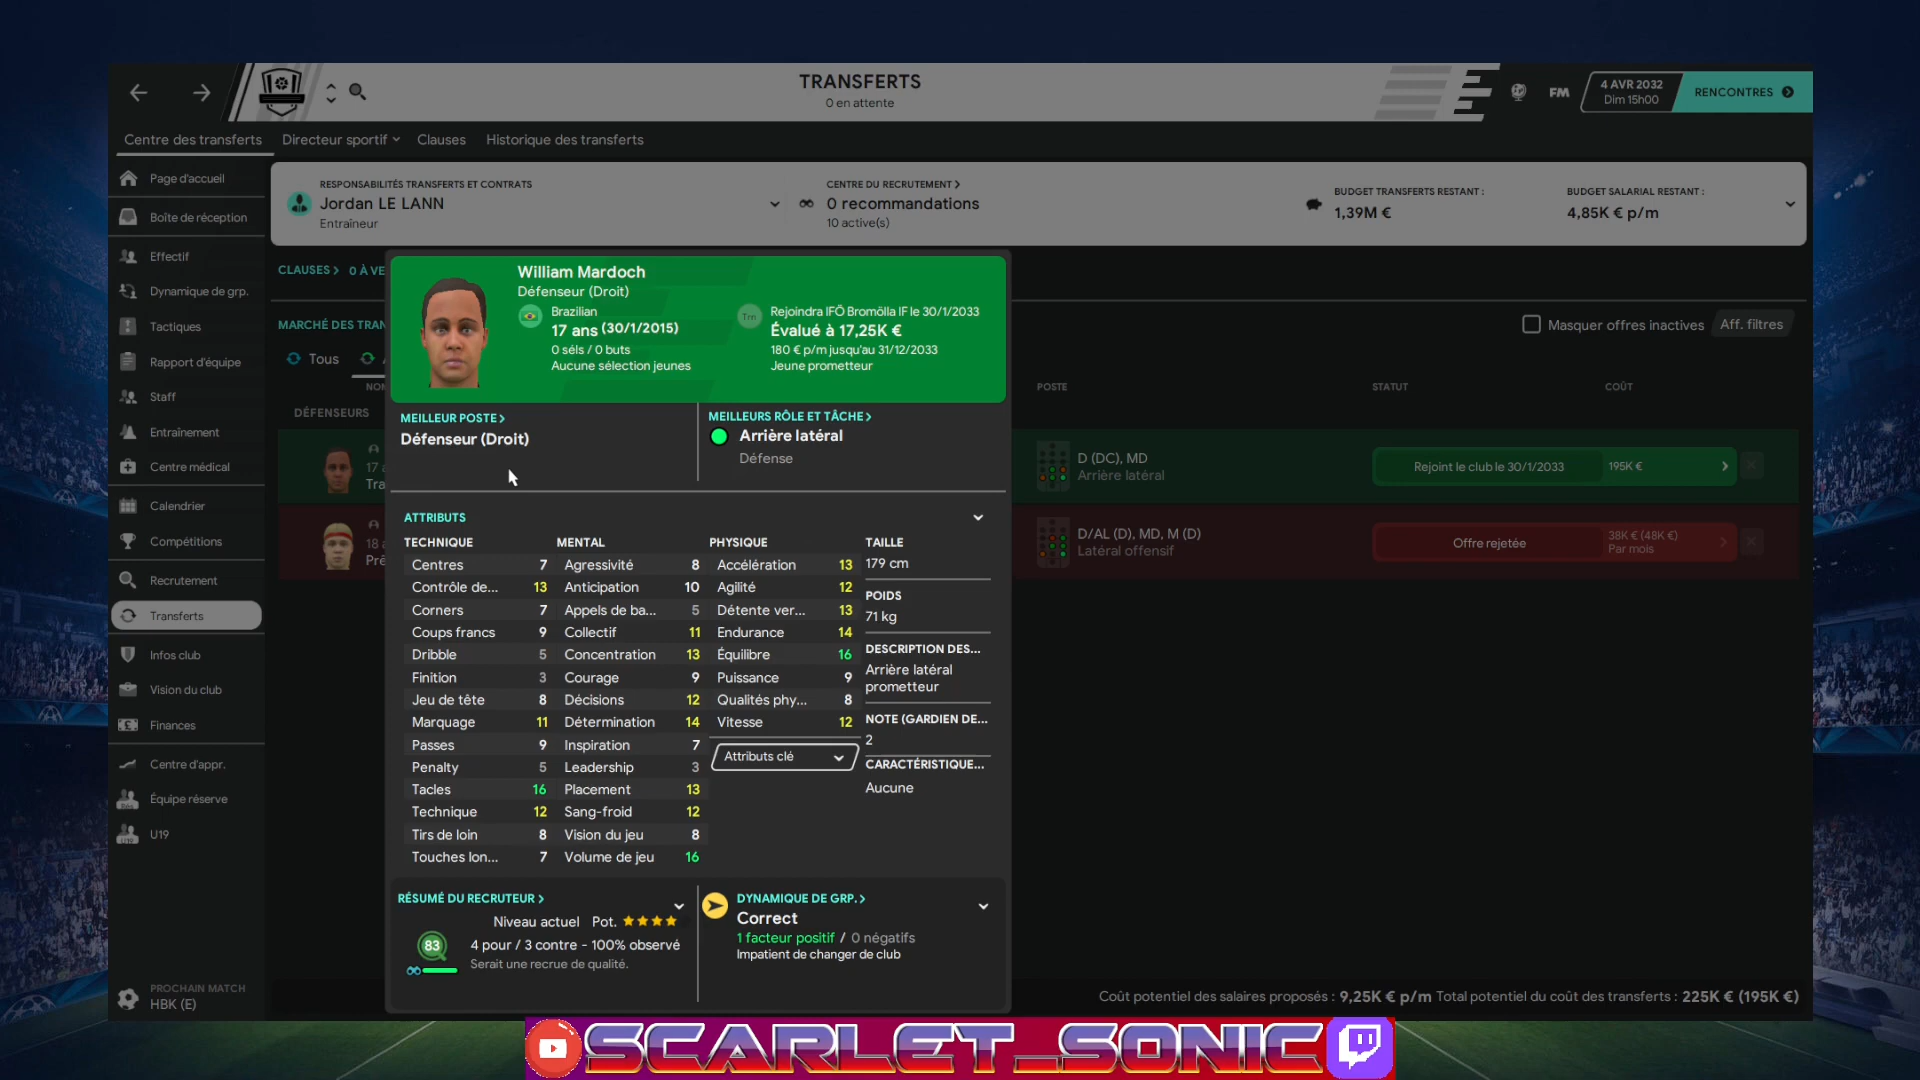 TRANSFERTS
0 en attente
FM
4 AVR 2032
Dim 15h00
RENCONTRES
Centre des transferts
Directeur sportif
Clauses
Historique des transferts
Page d'accueil
Boîte de réception
Effectif
Dynamique de grp.
Tactiques
Rapport d'équipe
Staff
Entraînement
Centre médical
Calendrier
Compétitions
Recrutement
Transferts
Infos club
Vision du club
Finances
Centre d'appr.
Équipe réserve
U19
PROCHAIN MATCH
HBK (E)
RESPONSABILITÉS TRANSFERTS ET CONTRATS
Jordan LE LANN
Entraîneur
CENTRE DU RECRUTEMENT
0 recommandations
10 active(s)
BUDGET TRANSFERTS RESTANT :
1,39M €
BUDGET SALARIAL RESTANT :
4,85K € p/m
CLAUSES
0 À VE
MARCHÉ DES TRAN
Tous
NOM
DÉFENSEURS
17 a
Tra
18 a
Prê
Masquer offres inactives
Aff. filtres
POSTE
STATUT
COÛT
D (DC), MD
Arrière latéral
Rejoint le club le 30/1/2033
195K €
D/AL (D), MD, M (D)
Latéral offensif
Offre rejetée
38K € (48K €)
Par mois
William Mardoch
Défenseur (Droit)
Brazilian
17 ans (30/1/2015)
0 séls / 0 buts
Aucune sélection jeunes
Trn
Rejoindra IFÖ Bromölla IF le 30/1/2033
Évalué à 17,25K €
180 € p/m jusqu'au 31/12/2033
Jeune prometteur
MEILLEUR POSTE
Défenseur (Droit)
MEILLEURS RÔLE ET TÂCHE
Arrière latéral
Défense
ATTRIBUTS
TECHNIQUE
Centres 7
Contrôle de... 13
Corners 7
Coups francs 9
Dribble 5
Finition 3
Jeu de tête 8
Marquage 11
Passes 9
Penalty 5
Tacles 16
Technique 12
Tirs de loin 8
Touches lon... 7
MENTAL
Agressivité 8
Anticipation 10
Appels de ba... 5
Collectif 11
Concentration 13
Courage 9
Décisions 12
Détermination 14
Inspiration 7
Leadership 3
Placement 13
Sang-froid 12
Vision du jeu 8
Volume de jeu 16
PHYSIQUE
Accélération 13
Agilité 12
Détente ver... 13
Endurance 14
Équilibre 16
Puissance 9
Qualités phy... 8
Vitesse 12
Attributs clé
TAILLE
179 cm
POIDS
71 kg
DESCRIPTION DES...
Arrière latéral
prometteur
NOTE (GARDIEN DE...
2
CARACTÉRISTIQUE...
Aucune
RÉSUMÉ DU RECRUTEUR
Niveau actuel Pot.
83
4 pour / 3 contre - 100% observé
Serait une recrue de qualité.
DYNAMIQUE DE GRP.
Correct
1 facteur positif / 0 négatifs
Impatient de changer de club
Coût potentiel des salaires proposés : 9,25K € p/m Total potentiel du coût des transferts : 225K € (195K €)
SCARLET_SONIC